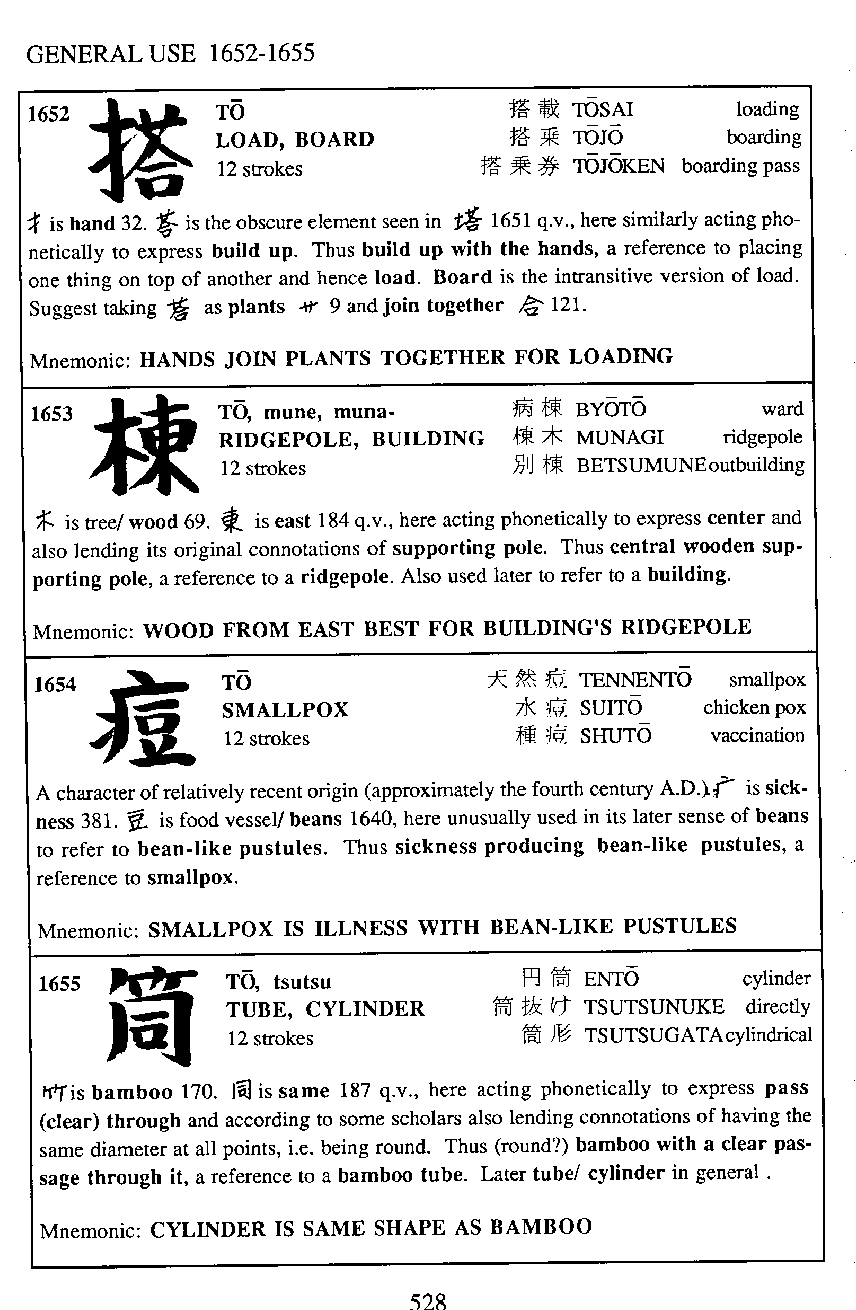 GENERAL USE 1652-1655
1652 搭 TŌ 搭載 TŌSAI loading
LOAD, BOARD 搭乗 TŌJŌ boarding
12 strokes 搭乗券 TŌJŌKEN boarding pass
扌 is hand 32. 荅 is the obscure element seen in 塔 1651 q.v., here similarly acting pho-
netically to express build up. Thus build up with the hands, a reference to placing
one thing on top of another and hence load. Board is the intransitive version of load.
Suggest taking 荅 as plants 艹 9 and join together 合 121.
Mnemonic: HANDS JOIN PLANTS TOGETHER FOR LOADING
1653 棟 TŌ, mune, muna- 病棟 BYŌTŌ ward
RIDGEPOLE, BUILDING 棟木 MUNAGI ridgepole
12 strokes 別棟 BETSUMUNE outbuilding
木 is tree/ wood 69. 東 is east 184 q.v., here acting phonetically to express center and
also lending its original connotations of supporting pole. Thus central wooden sup-
porting pole, a reference to a ridgepole. Also used later to refer to a building.
Mnemonic: WOOD FROM EAST BEST FOR BUILDING'S RIDGEPOLE
1654 痘 TŌ 天然痘 TENNENTŌ smallpox
SMALLPOX 水痘 SUITŌ chicken pox
12 strokes 種痘 SHUTŌ vaccination
A character of relatively recent origin (approximately the fourth century A.D.). 疒 is sick-
ness 381. 豆 is food vessel/ beans 1640, here unusually used in its later sense of beans
to refer to bean-like pustules. Thus sickness producing bean-like pustules, a
reference to smallpox.
Mnemonic: SMALLPOX IS ILLNESS WITH BEAN-LIKE PUSTULES
1655 筒 TŌ, tsutsu 円筒 ENTŌ cylinder
TUBE, CYLINDER 筒抜け TSUTSUNUKE directly
12 strokes 筒形 TSUTSUGATA cylindrical
竹 is bamboo 170. 同 is same 187 q.v., here acting phonetically to express pass
(clear) through and according to some scholars also lending connotations of having the
same diameter at all points, i.e. being round. Thus (round?) bamboo with a clear pas-
sage through it, a reference to a bamboo tube. Later tube/ cylinder in general .
Mnemonic: CYLINDER IS SAME SHAPE AS BAMBOO
528